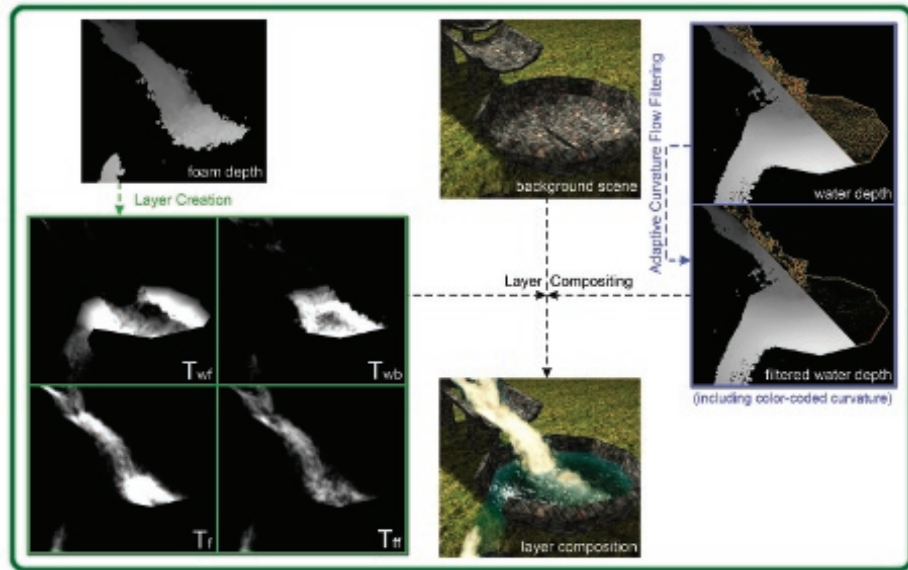 foam depth
background scene
water depth
Layer Creation
Adaptive Curvature Flow Filtering
Layer Compositing
Twf
Twb
filtered water depth
(including color-coded curvature)
Tf
Tff
layer composition